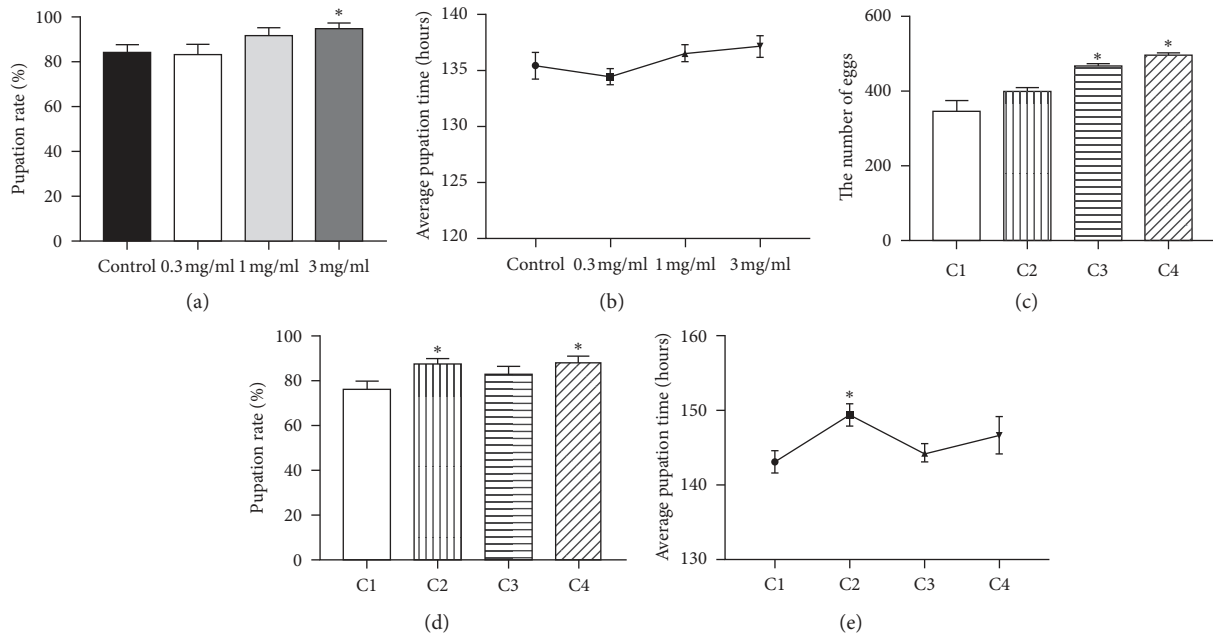 100
80
60
40
20
0
Pupation rate (%)
*
Control 0.3 mg/ml 1 mg/ml 3 mg/ml
(a)
140
135
130
125
120
Average pupation time (hours)
Control 0.3 mg/ml 1 mg/ml 3 mg/ml
(b)
600
400
200
0
The number of eggs
* *
C1 C2 C3 C4
(c)
100
80
60
40
20
0
Pupation rate (%)
* *
C1 C2 C3 C4
(d)
160
150
140
130
Average pupation time (hours)
*
C1 C2 C3 C4
(e)